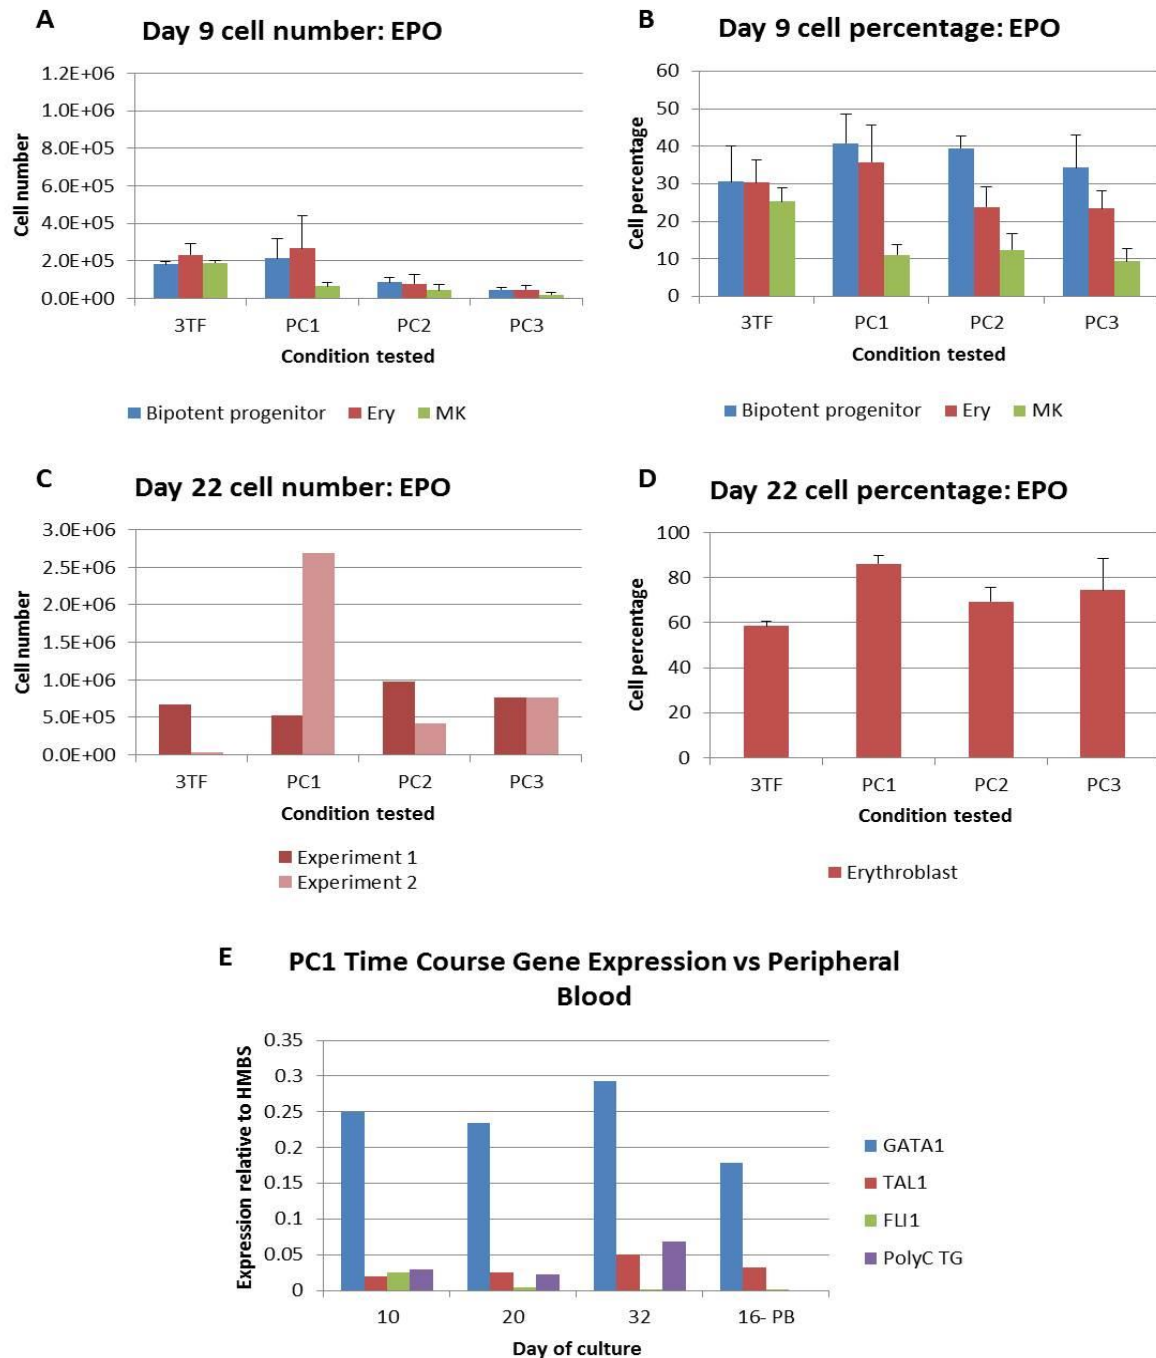 A
Day 9 cell number: EPO
Cell number
1.2E+06
1.0E+06
8.0E+05
6.0E+05
4.0E+05
2.0E+05
0.0E+00
3TF PC1 PC2 PC3
Condition tested
Bipotent progenitor Ery MK
B
Day 9 cell percentage: EPO
Cell percentage
60
50
40
30
20
10
0
3TF PC1 PC2 PC3
Condition tested
Bipotent progenitor Ery MK
C
Day 22 cell number: EPO
Cell number
3.0E+06
2.5E+06
2.0E+06
1.5E+06
1.0E+06
5.0E+05
0.0E+00
3TF PC1 PC2 PC3
Condition tested
Experiment 1
Experiment 2
D
Day 22 cell percentage: EPO
Cell percentage
100
80
60
40
20
0
3TF PC1 PC2 PC3
Condition tested
Erythroblast
E
PC1 Time Course Gene Expression vs Peripheral
Blood
Expression relative to HMBS
0.35
0.3
0.25
0.2
0.15
0.1
0.05
0
10 20 32 16- PB
Day of culture
GATA1
TAL1
FLI1
PolyC TG